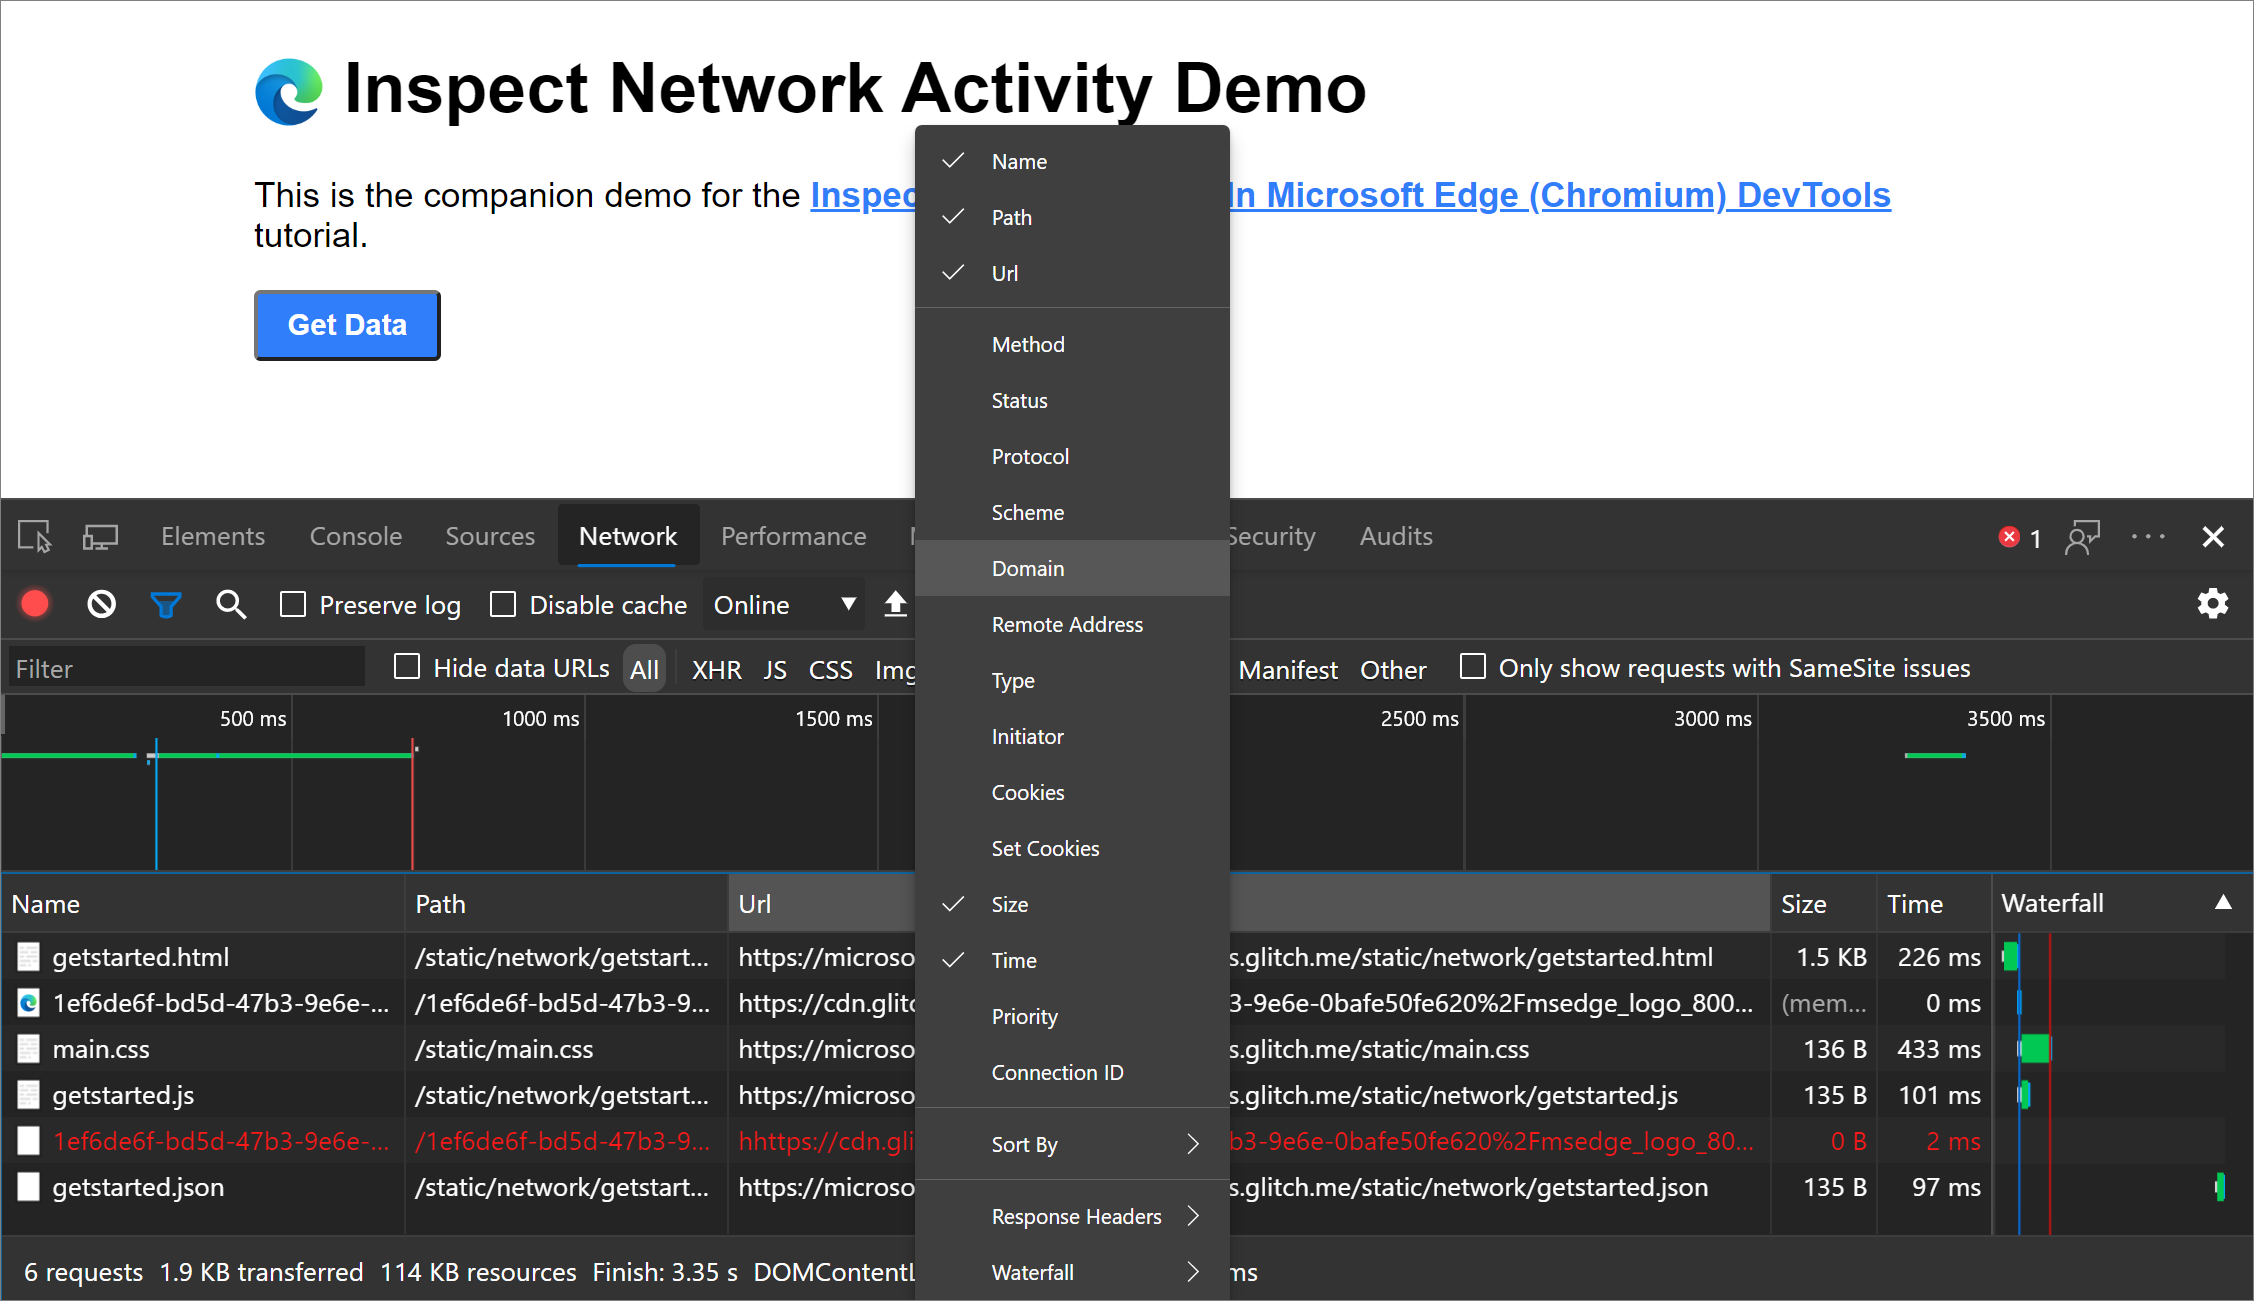 Inspect Network Activity Demo
This is the companion demo for the Inspec In Microsoft Edge (Chromium) DevTools
tutorial.
Get Data
Name
Path
Url
Method
Status
Protocol
Scheme
Domain
Remote Address
Type
Initiator
Cookies
Set Cookies
Size
Time
Priority
Connection ID
Sort By
Response Headers
Waterfall
Elements Console Sources Network Performance Security Audits 1
Preserve log Disable cache Online
Filter Hide data URLs All XHR JS CSS Img Manifest Other Only show requests with SameSite issues
500 ms 1000 ms 1500 ms 2500 ms 3000 ms 3500 ms
Name Path Url Size Time Waterfall
getstarted.html /static/network/getstart... https://microso s.glitch.me/static/network/getstarted.html 1.5 KB 226 ms
1ef6de6f-bd5d-47b3-9e6e-... /1ef6de6f-bd5d-47b3-9... https://cdn.glitc 3-9e6e-0bafe50fe620%2Fmsedge_logo_800... (mem... 0 ms
main.css /static/main.css https://microso s.glitch.me/static/main.css 136 B 433 ms
getstarted.js /static/network/getstart... https://microso s.glitch.me/static/network/getstarted.js 135 B 101 ms
1ef6de6f-bd5d-47b3-9e6e-... /1ef6de6f-bd5d-47b3-9... hhttps://cdn.gli b3-9e6e-0bafe50fe620%2Fmsedge_logo_80... 0 B 2 ms
getstarted.json /static/network/getstart... https://microso s.glitch.me/static/network/getstarted.json 135 B 97 ms
6 requests 1.9 KB transferred 114 KB resources Finish: 3.35 s DOMContentL ms